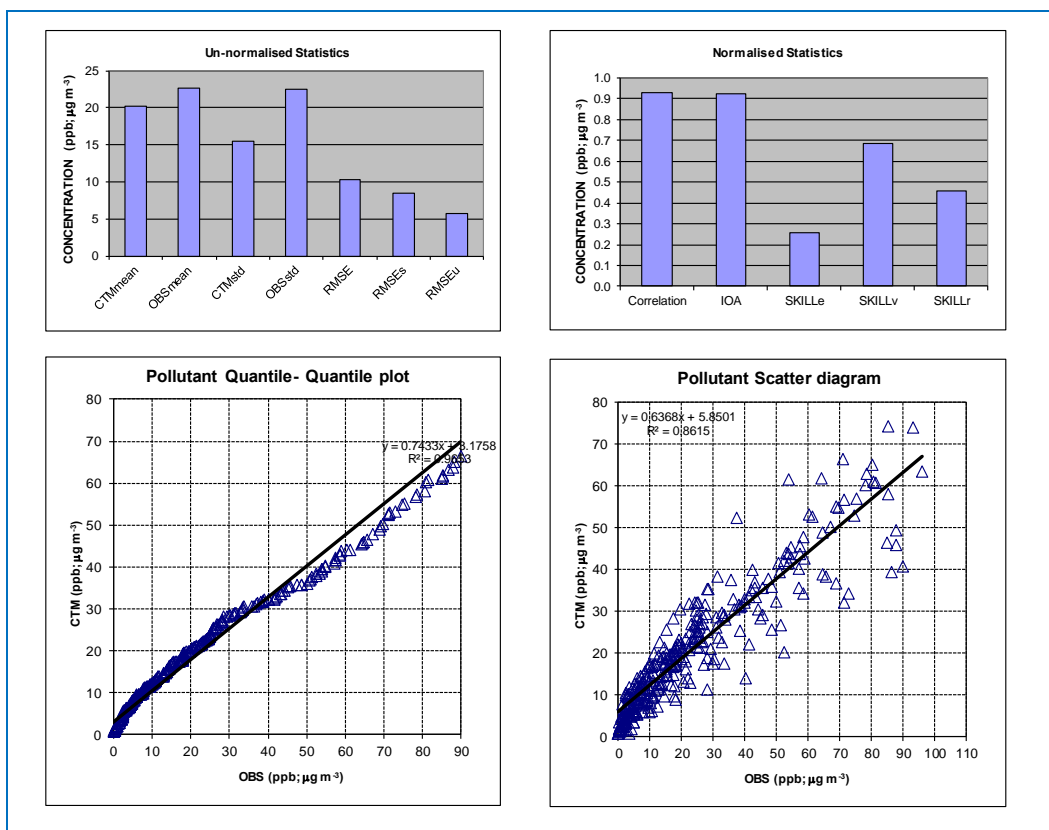 Un-normalised Statistics
CONCENTRATION (ppb; µg m-3)
25
20
15
10
5
0
CTMmean
OBSmean
CTMstd
OBSstd
RMSE
RMSEs
RMSEu
Normalised Statistics
CONCENTRATION (ppb; µg m-3)
1.0
0.9
0.8
0.7
0.6
0.5
0.4
0.3
0.2
0.1
0.0
Correlation IOA SKILLe SKILLv SKILLr
Pollutant Quantile- Quantile plot
CTM (ppb; µg m-3)
80
70
60
50
40
30
20
10
0
y = 0.7433x + 3.1758
R² = 0.9653
0 10 20 30 40 50 60 70 80 90
OBS (ppb; µg m-3)
Pollutant Scatter diagram
CTM (ppb; µg m-3)
80
70
60
50
40
30
20
10
0
y = 0.6368x + 5.8501
R² = 0.8615
0 10 20 30 40 50 60 70 80 90 100 110
OBS (ppb; µg m-3)